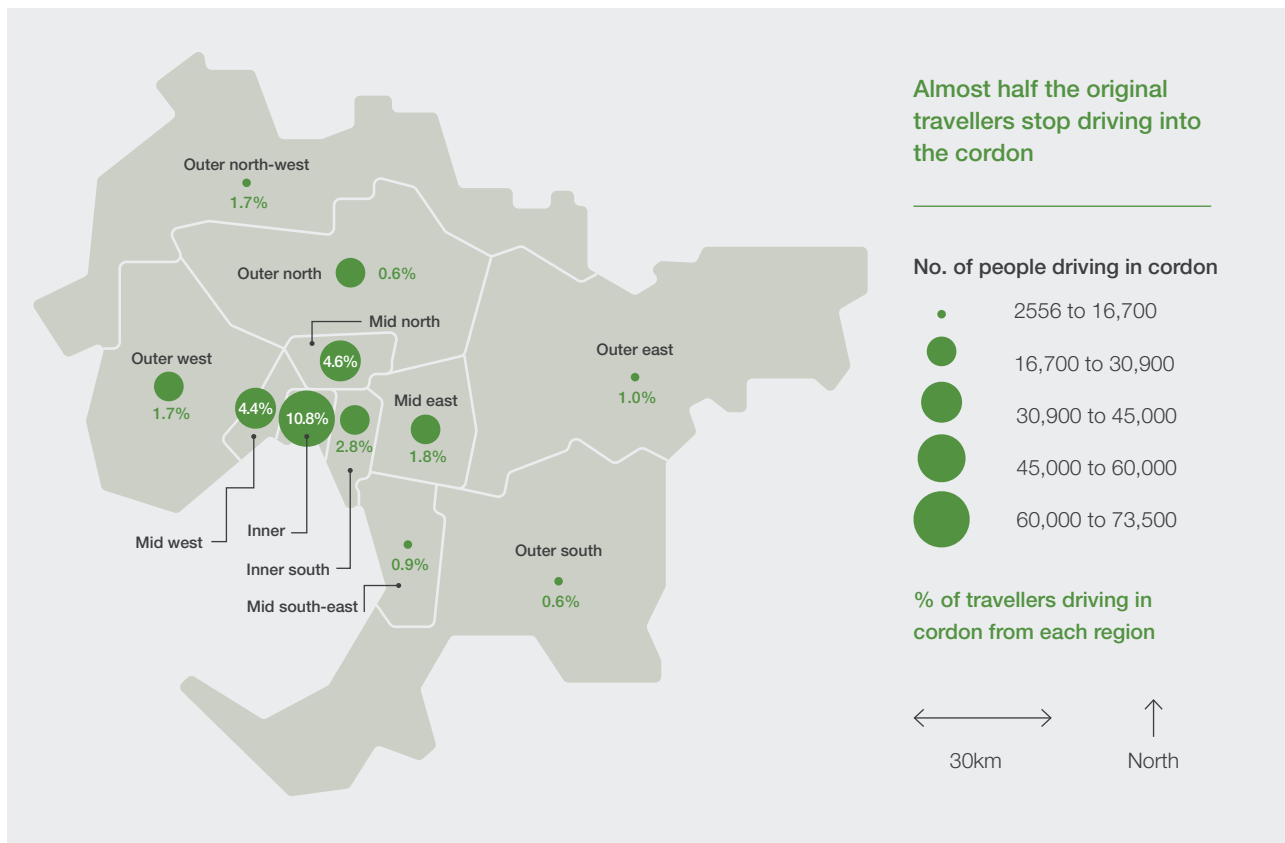 Almost half the original
travellers stop driving into
the cordon
No. of people driving in cordon
2556 to 16,700
16,700 to 30,900
30,900 to 45,000
45,000 to 60,000
60,000 to 73,500
% of travellers driving in
cordon from each region
30km
North
Outer north-west
1.7%
Outer north
0.6%
Mid north
4.6%
Outer west
1.7%
4.4%
10.8%
2.8%
Mid east
1.8%
Outer east
1.0%
Mid west
Inner
Inner south
Mid south-east
0.9%
Outer south
0.6%